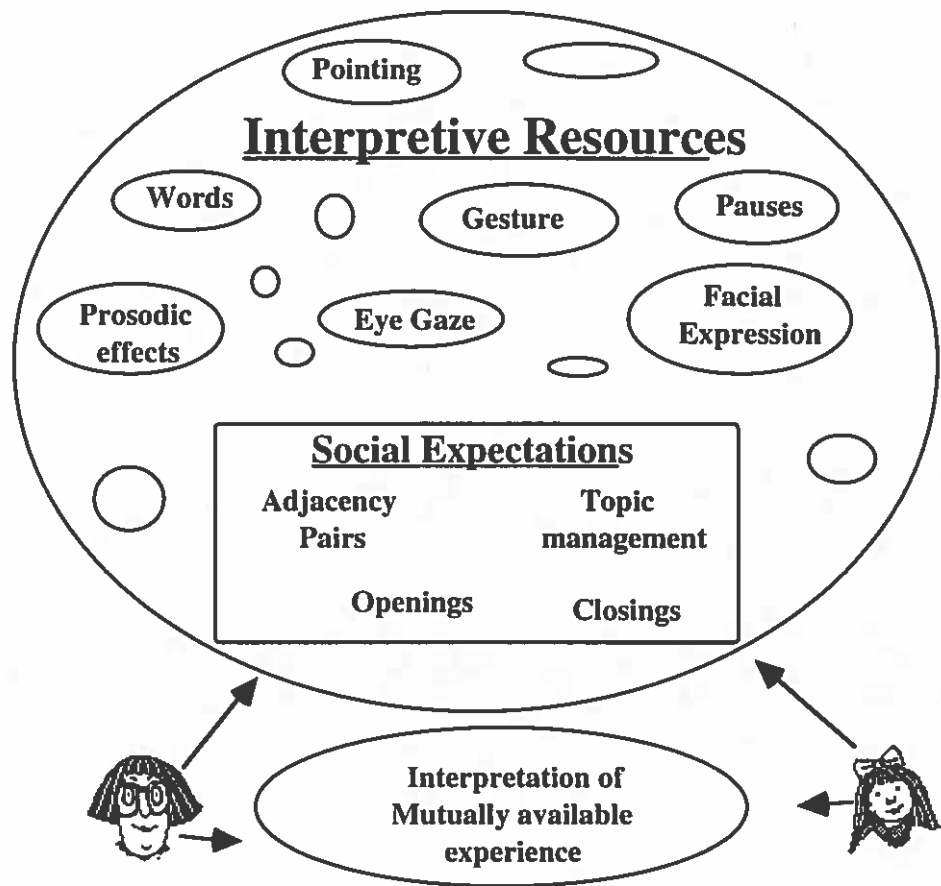 Pointing
Interpretive Resources
Words
Gesture
Pauses
Prosodic
effects
Eye Gaze
Facial
Expression
Social Expectations
Adjacency
Pairs
Topic
management
Openings
Closings
Interpretation of
Mutually available
experience